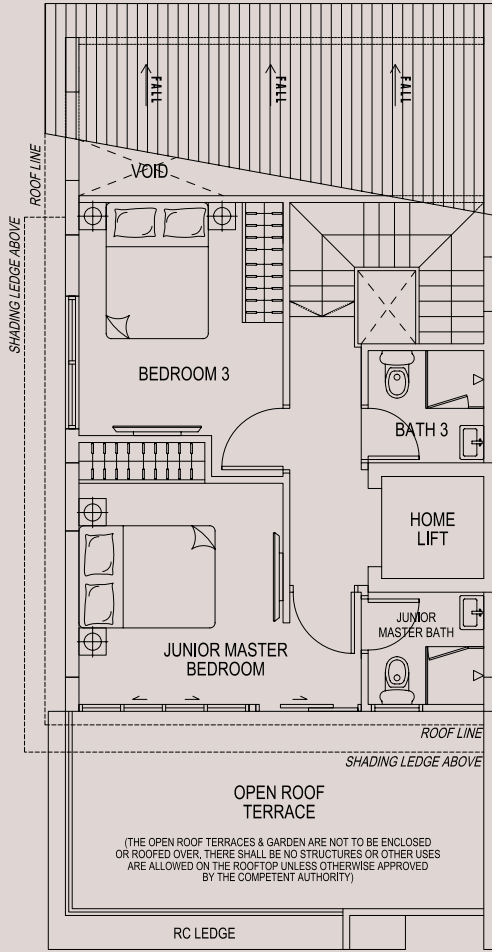 FALL
FALL
FALL
VOID
ROOF LINE
SHADING LEDGE ABOVE
BEDROOM 3
BATH 3
HOME
LIFT
JUNIOR
MASTER BATH
JUNIOR MASTER
BEDROOM
ROOF LINE
SHADING LEDGE ABOVE
OPEN ROOF
TERRACE
(THE OPEN ROOF TERRACES & GARDEN ARE NOT TO BE ENCLOSED
OR ROOFED OVER, THERE SHALL BE NO STRUCTURES OR OTHER USES
ARE ALLOWED ON THE ROOFTOP UNLESS OTHERWISE APPROVED
BY THE COMPETENT AUTHORITY)
RC LEDGE